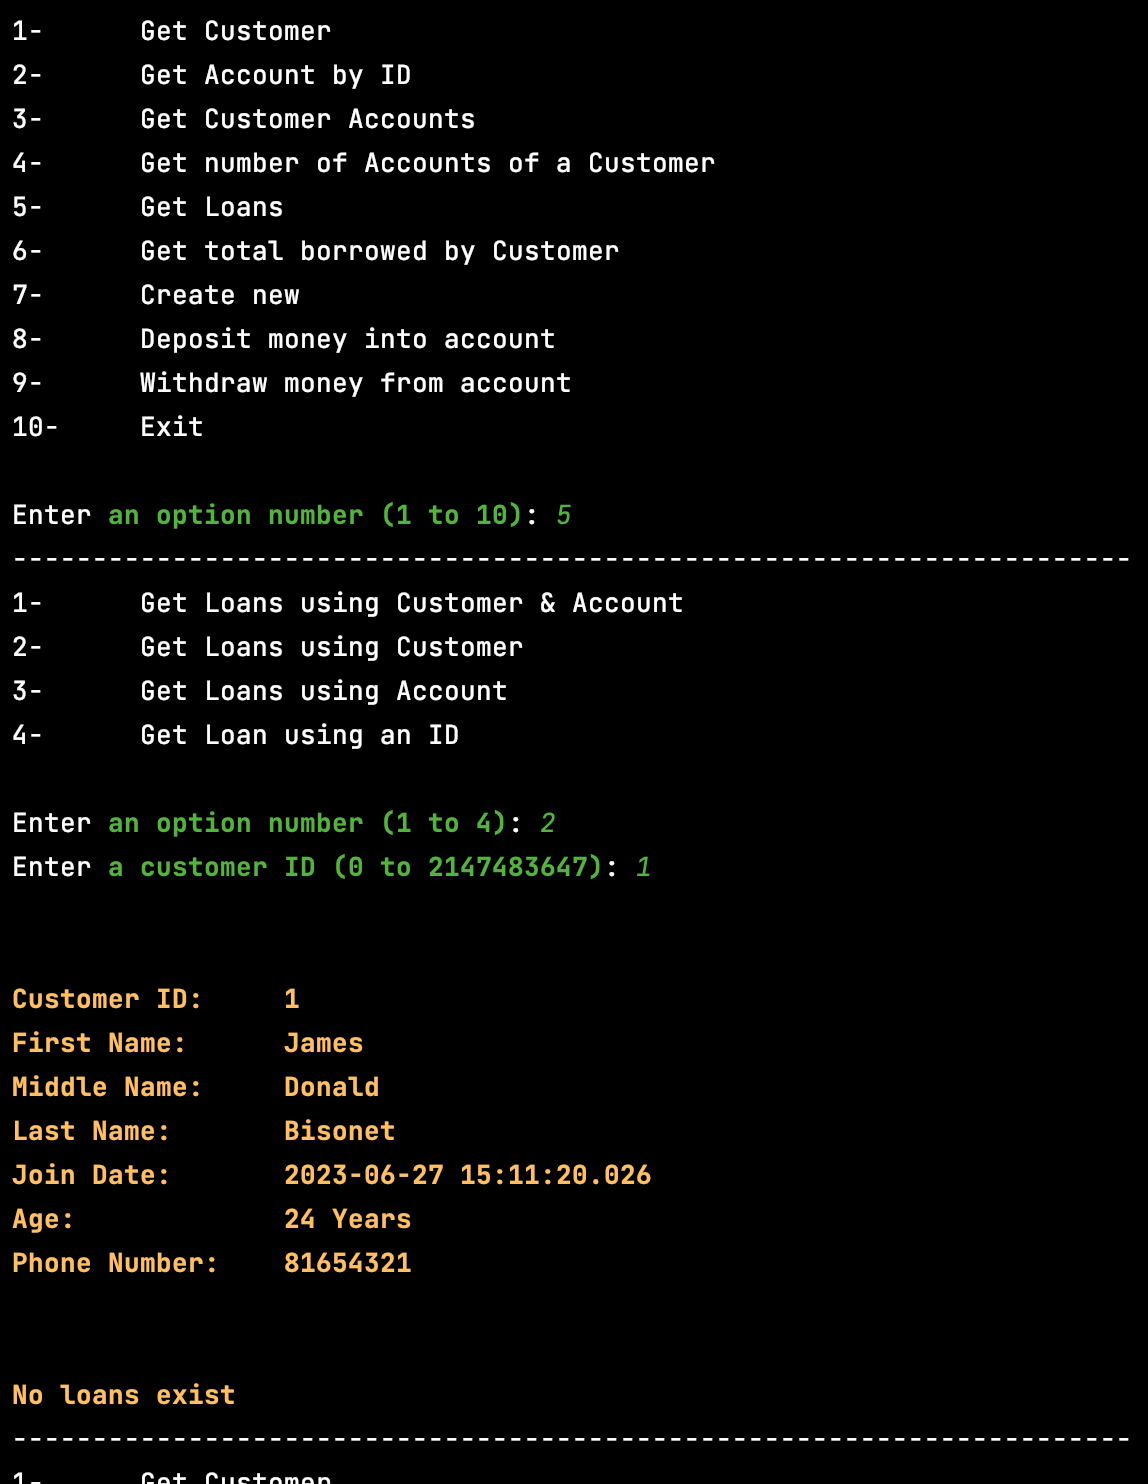 1- Get Customer
2- Get Account by ID
3- Get Customer Accounts
4- Get number of Accounts of a Customer
5- Get Loans
6- Get total borrowed by Customer
7- Create new
8- Deposit money into account
9- Withdraw money from account
10- Exit
Enter an option number (1 to 10): 5
----------------------------------------------------------------------
1- Get Loans using Customer & Account
2- Get Loans using Customer
3- Get Loans using Account
4- Get Loan using an ID
Enter an option number (1 to 4): 2
Enter a customer ID (0 to 2147483647): 1
Customer ID: 1
First Name: James
Middle Name: Donald
Last Name: Bisonet
Join Date: 2023-06-27 15:11:20.026
Age: 24 Years
Phone Number: 81654321
No loans exist
----------------------------------------------------------------------
1- Get Customer